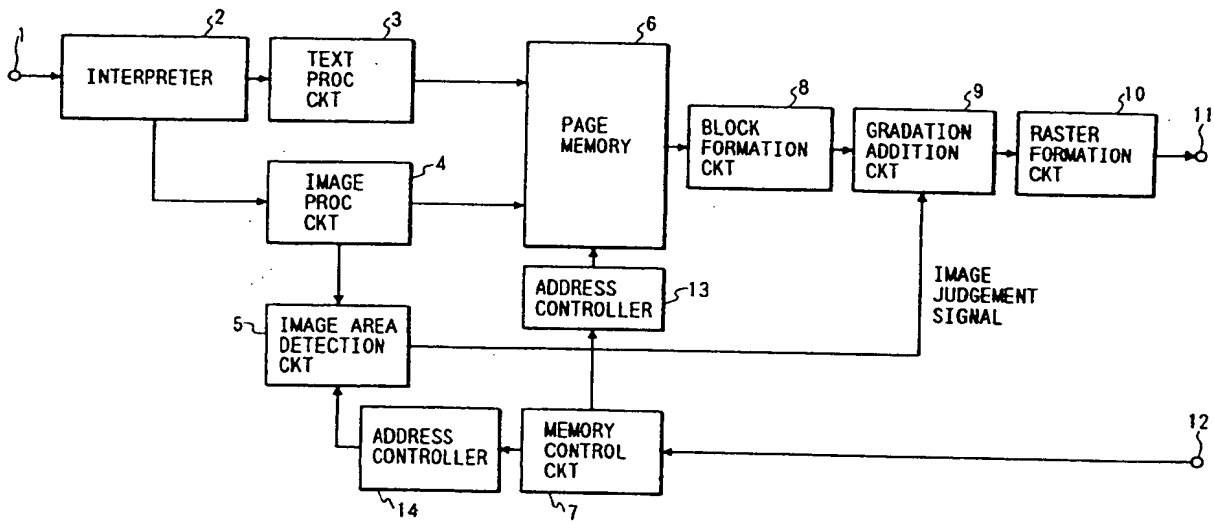 1
2
INTERPRETER
3
TEXT
PROC
CKT
4
IMAGE
PROC
CKT
5
IMAGE AREA
DETECTION
CKT
6
PAGE
MEMORY
8
BLOCK
FORMATION
CKT
9
GRADATION
ADDITION
CKT
10
RASTER
FORMATION
CKT
11
ADDRESS
CONTROLLER
13
IMAGE
JUDGEMENT
SIGNAL
ADDRESS
CONTROLLER
14
MEMORY
CONTROL
CKT
7
12